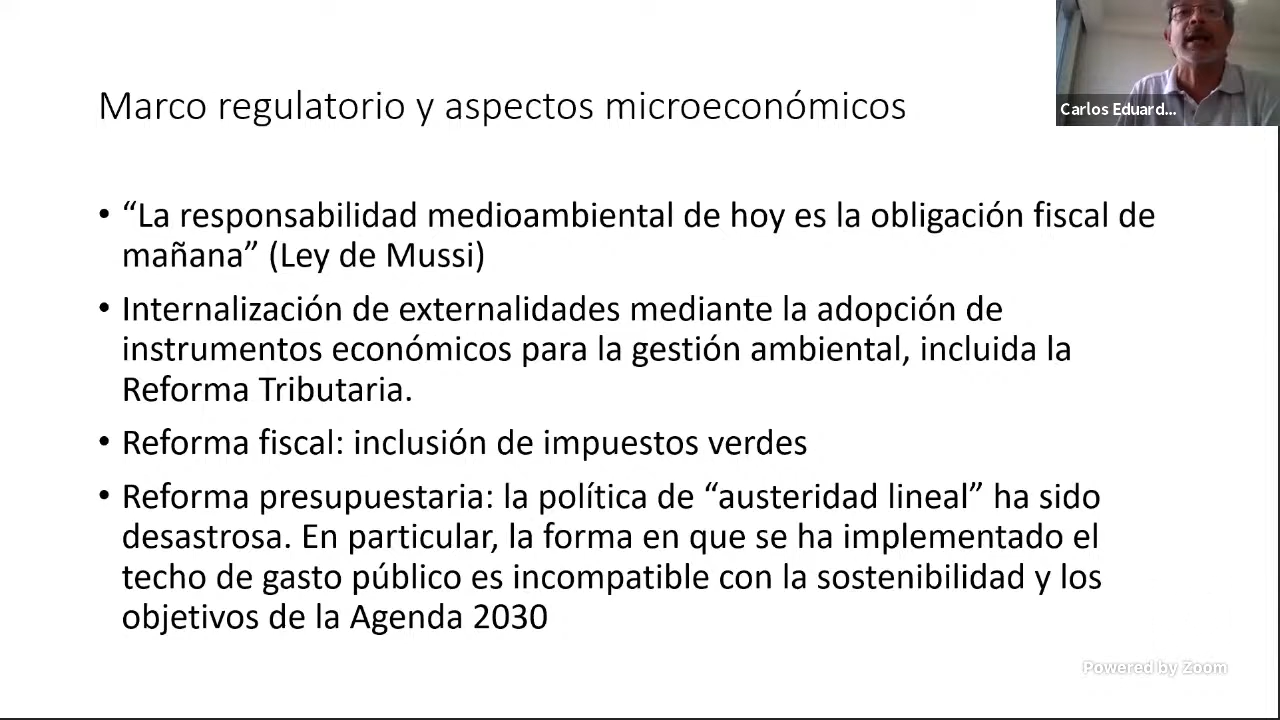 Marco regulatorio y aspectos microeconómicos
Carlos Eduard...
• “La responsabilidad medioambiental de hoy es la obligación fiscal de
mañana” (Ley de Mussi)
• Internalización de externalidades mediante la adopción de
instrumentos económicos para la gestión ambiental, incluida la
Reforma Tributaria.
• Reforma fiscal: inclusión de impuestos verdes
• Reforma presupuestaria: la política de “austeridad lineal” ha sido
desastrosa. En particular, la forma en que se ha implementado el
techo de gasto público es incompatible con la sostenibilidad y los
objetivos de la Agenda 2030
Powered by Zoom